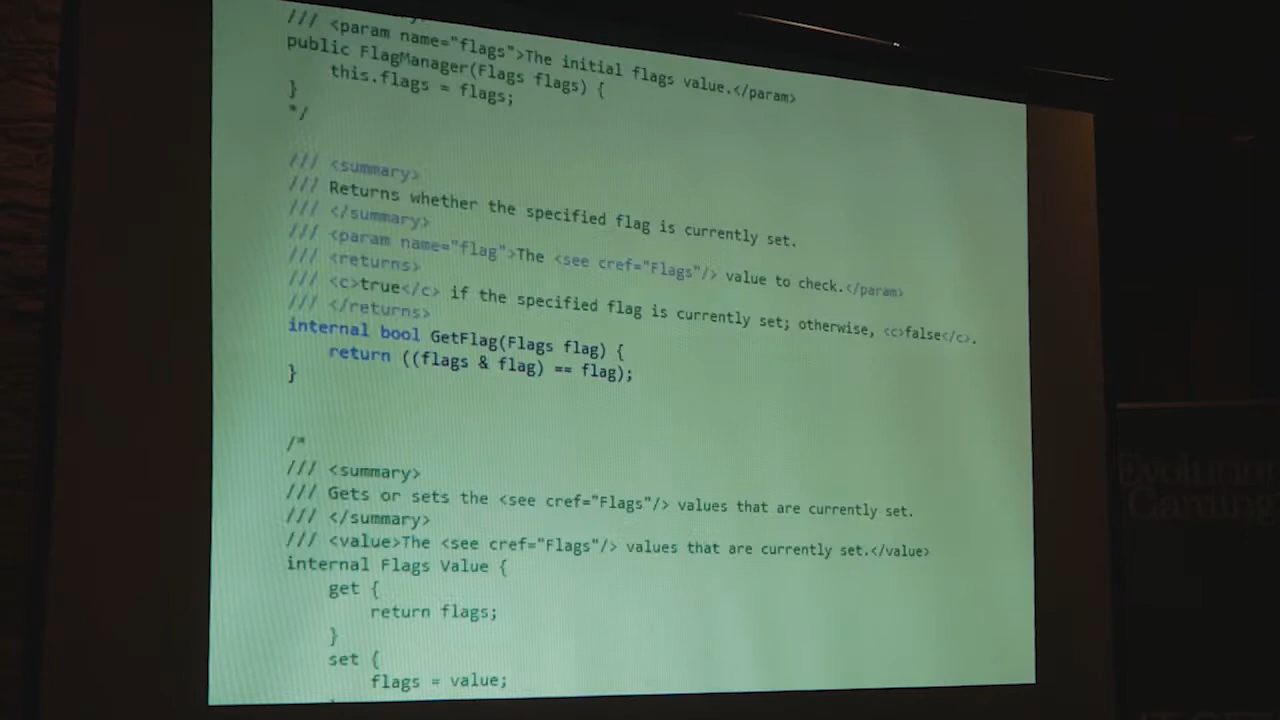 /// <param name="flags">The initial flags value.</param>
public FlagManager(Flags flags) {
this.flags = flags;
}
*/
/// <summary>
/// Returns whether the specified flag is currently set.
/// </summary>
/// <param name="flag">The <see cref="Flags"/> value to check.</param>
/// <returns>
/// <c>true</c> if the specified flag is currently set; otherwise, <c>false</c>.
/// </returns>
internal bool GetFlag(Flags flag) {
return ((flags & flag) == flag);
}
/*
/// <summary>
/// Gets or sets the <see cref="Flags"/> values that are currently set.
/// </summary>
/// <value>The <see cref="Flags"/> values that are currently set.</value>
internal Flags Value {
get {
return flags;
}
set {
flags = value;
Evolution
Gaming